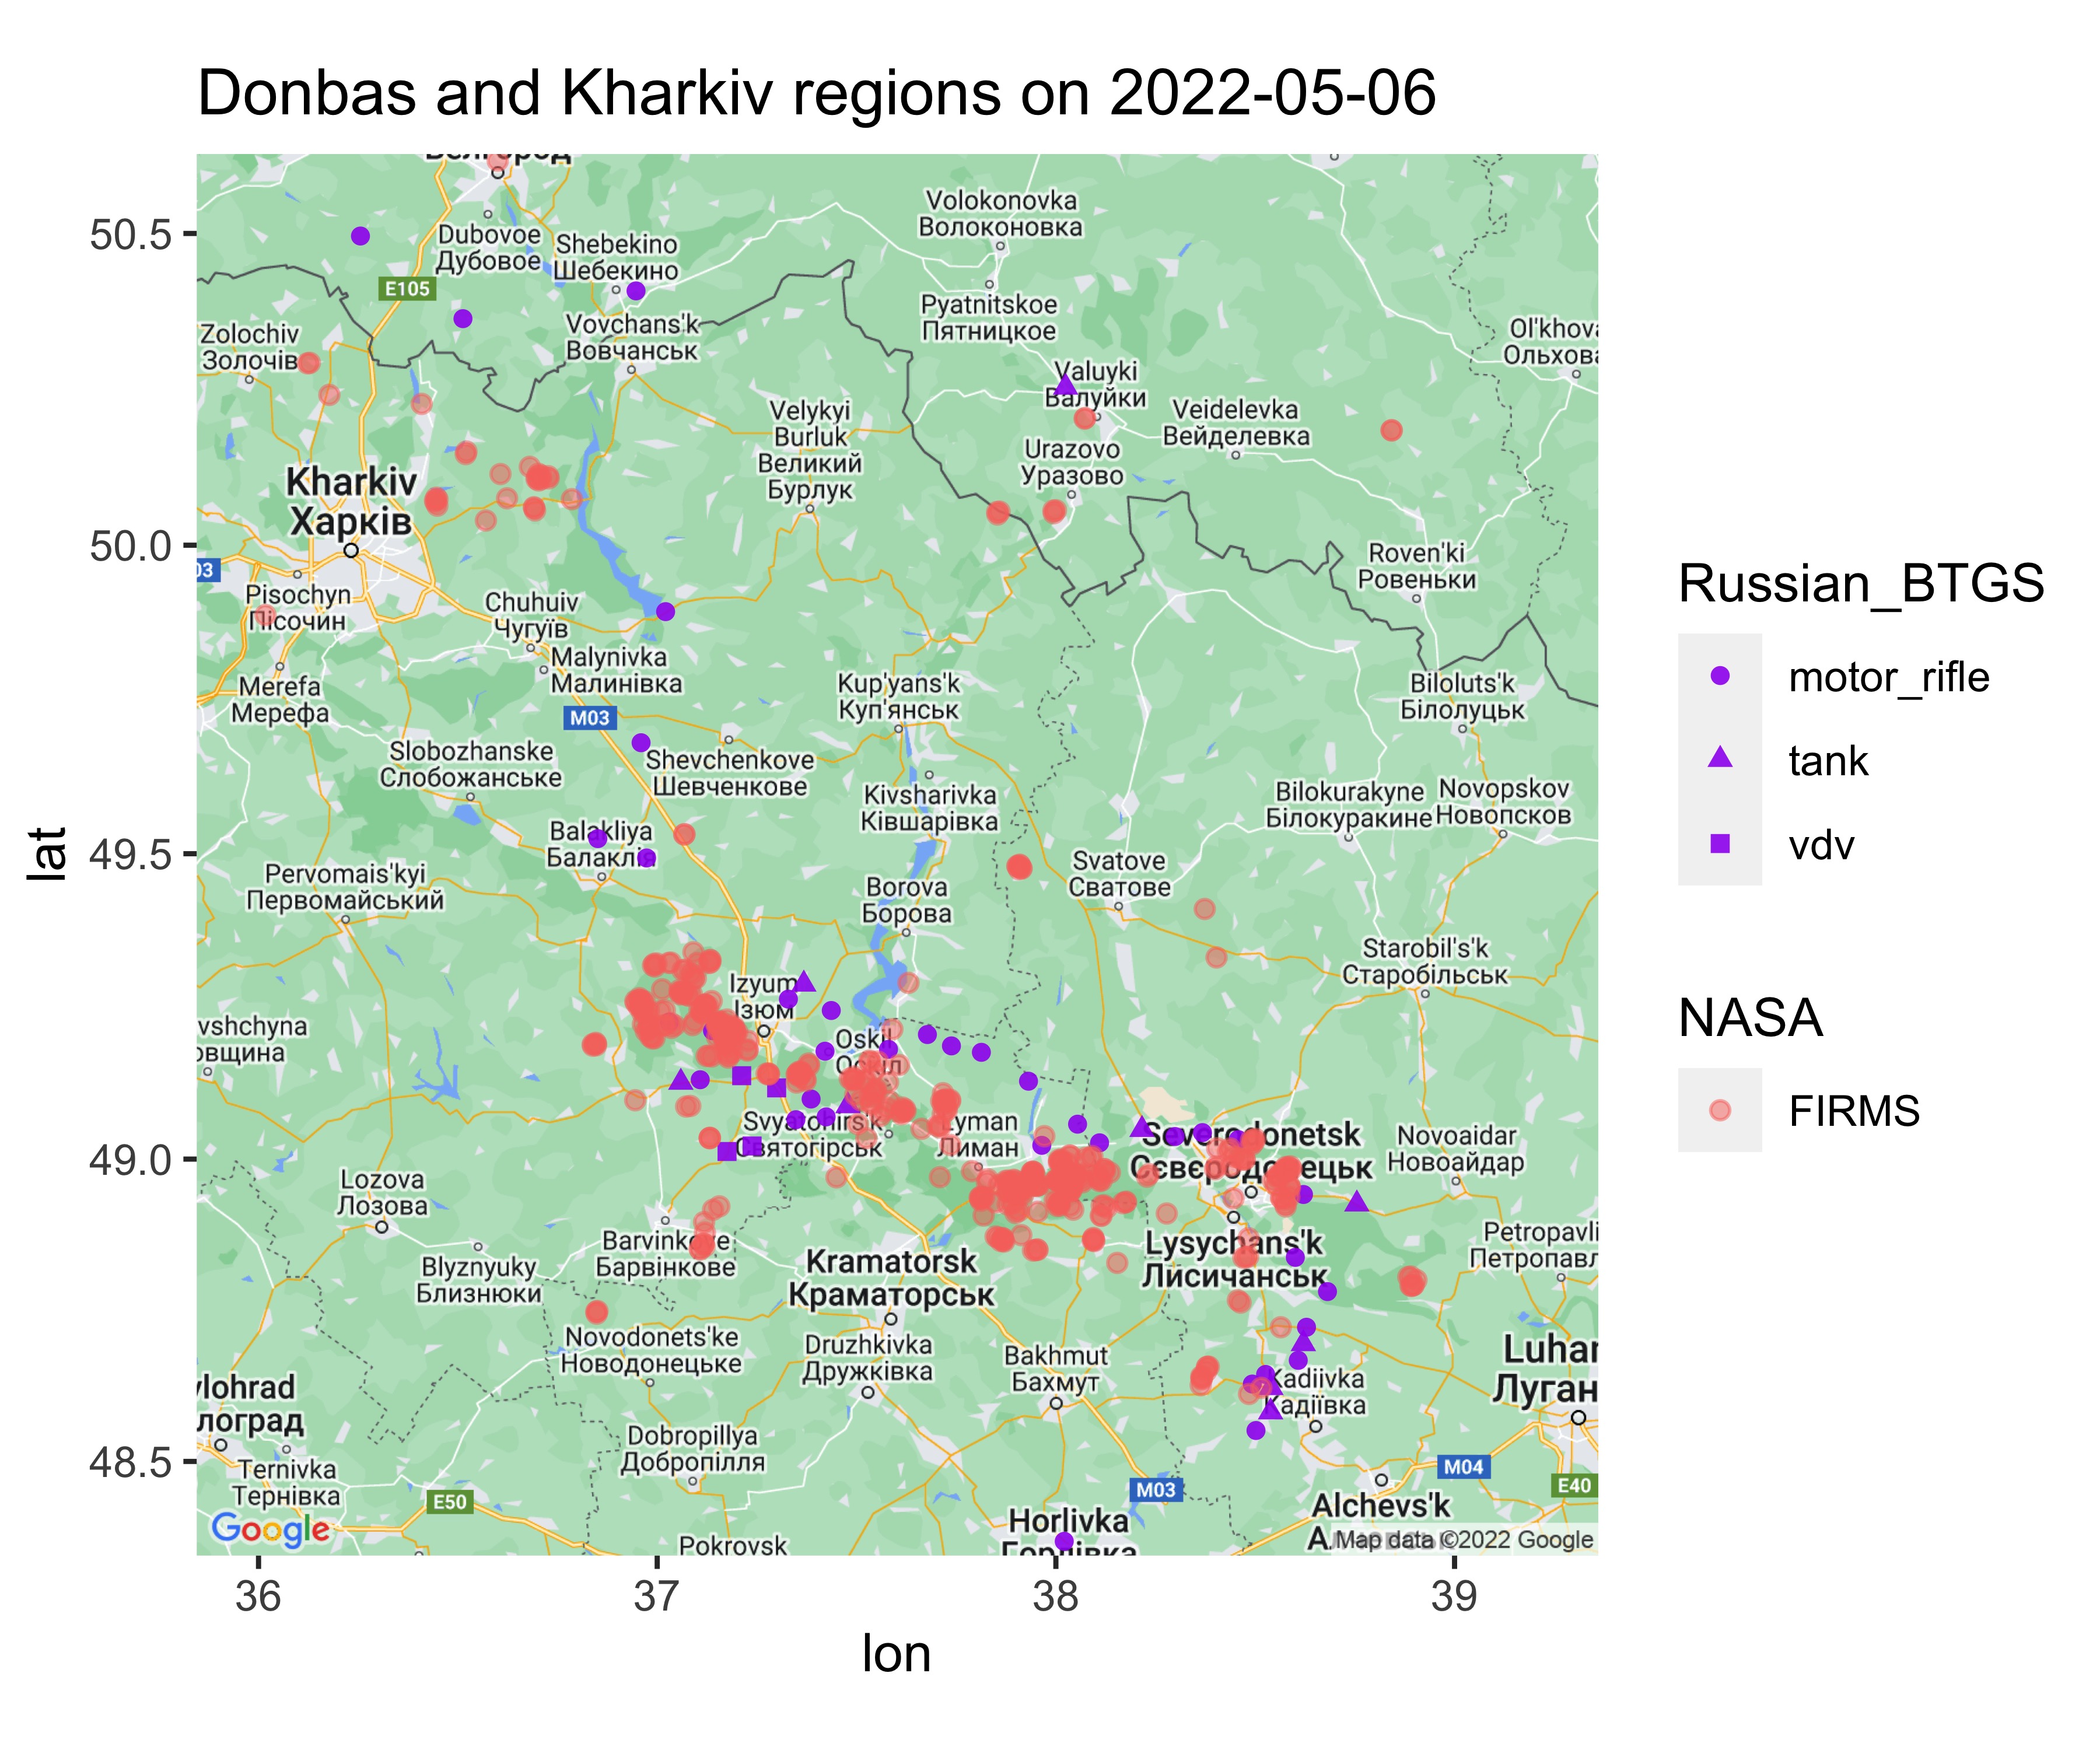 Donbas and Kharkiv regions on 2022-05-06
Dubovoe
Дубовое
Shebekino
Шебекино
Volokonovka
Волоконовка
E105
Pyatnitskoe
Пятницкое
Zolochiv
Золочів
Vovchans'k
Вовчанськ
Valuyki
Валуйки
Velykyi
Burluk
Великий
Бурлук
Veidelevka
Вейделевка
Urazovo
Уразово
Kharkiv
Харків
Roven'ki
Ровеньки
03
Pisochyn
Пісочин
Chuhuiv
Чугуїв
Malynivka
Малинівка
Merefa
Мерефа
Kup'yans'k
Куп'янськ
Biloluts'k
Білолуцьк
M03
Slobozhanske
Слобожанське
Shevchenkove
Шевченкове
Kivsharivka
Ківшарівка
Bilokurakyne
Білокуракине
Novopskov
Новопсков
Balakliya
Балаклія
Pervomais'kyi
Первомайський
Svatove
Сватове
Borova
Борова
Starobil's'k
Старобільськ
Izyum
Ізюм
vshchyna
овщина
Oskil
Оскіл
Svyatohirs'k
Святогірськ
Lyman
Лиман
Severodonetsk
Сєвєродонецьк
Novoaidar
Новоайдар
Lozova
Лозова
Barvinkove
Барвінкове
Blyznyuky
Близнюки
Kramatorsk
Краматорськ
Lysychans'k
Лисичанськ
Petropavli
Петропавл
Novodonets'ke
Новодонецьке
Druzhkivka
Дружківка
Bakhmut
Бахмут
Kadiivka
Кадіївка
Luhan
Луган
vlohrad
лоград
Dobropillya
Добропілля
Ternivka
Тернівка
E50
M03
M04
E40
Horlivka
Горлівка
Alchevs'k
Pokrovsk
Google
Map data ©2022 Google
50.5
50.0
49.5
49.0
48.5
lat
36
37
38
39
lon
Russian_BTGS
motor_rifle
tank
vdv
NASA
FIRMS